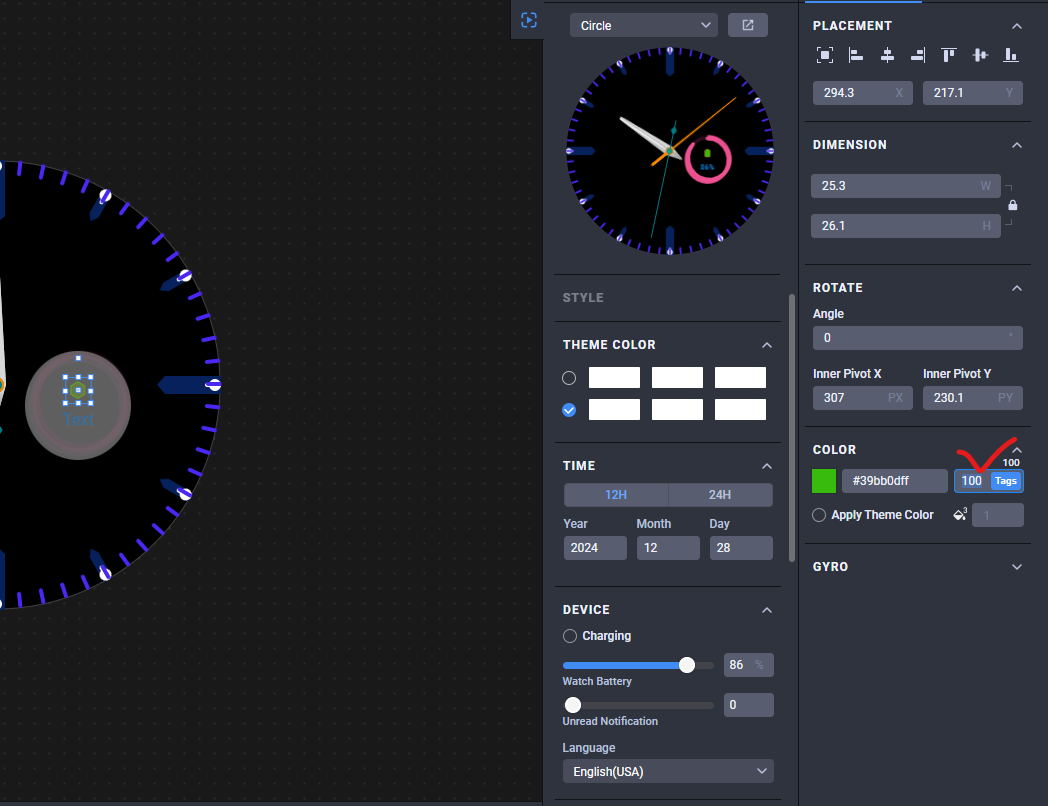 Text
Circle
86%
STYLE
THEME COLOR
TIME
12H 24H
Year Month Day
2024 12 28
DEVICE
Charging
86 %
Watch Battery
0
Unread Notification
Language
English(USA)
PLACEMENT
294.3 X 217.1 Y
DIMENSION
25.3 W
26.1 H
ROTATE
Angle
0 °
Inner Pivot X Inner Pivot Y
307 PX 230.1 PY
COLOR
100
#39bb0dff 100 Tags
Apply Theme Color 3 1
GYRO